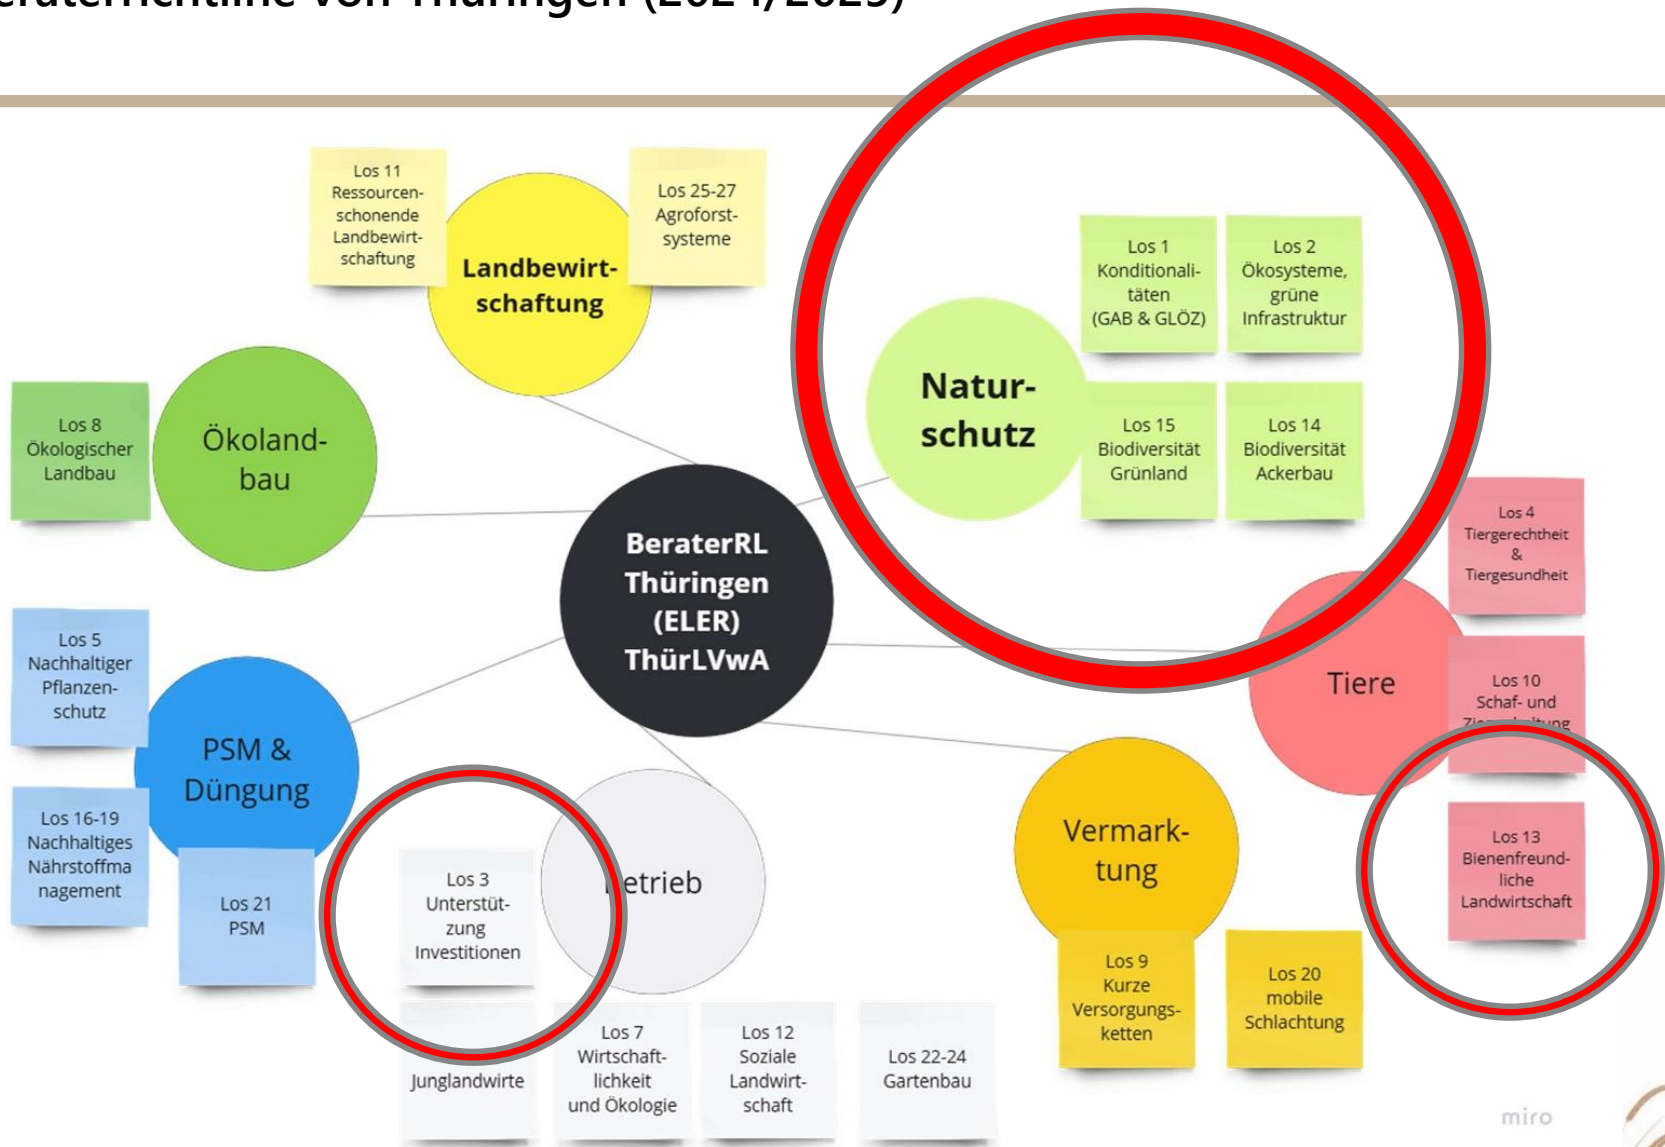 von Thüringen (2024/2025)
Los 11
Ressourcen-
schonende
Landbewirt-
schaftung
Landbewirt-
schaftung
Los 25-27
Agroforst-
systeme
Natur-
schutz
Los 1
Konditionali-
täten
(GAB & GLÖZ)
Los 2
Ökosysteme,
grüne
Infrastruktur
Los 15
Biodiversität
Grünland
Los 14
Biodiversität
Ackerbau
Los 8
Ökologischer
Landbau
Ökoland-
bau
BeraterRL
Thüringen
(ELER)
ThürLVwA
Los 4
Tiergerechtheit
&
Tiergesundheit
Tiere
Los 10
Schaf- und
Los 13
Bienenfreund-
liche
Landwirtschaft
Los 5
Nachhaltiger
Pflanzen-
schutz
PSM &
Düngung
Los 16-19
Nachhaltiges
Nährstoffma
nagement
Los 21
PSM
Los 3
Unterstüt-
zung
Investitionen
etrieb
Vermark-
tung
Los 9
Kurze
Versorgungs-
ketten
Los 20
mobile
Schlachtung
Junglandwirte
Los 7
Wirtschaft-
lichkeit
und Ökologie
Los 12
Soziale
Landwirt-
schaft
Los 22-24
Gartenbau
miro